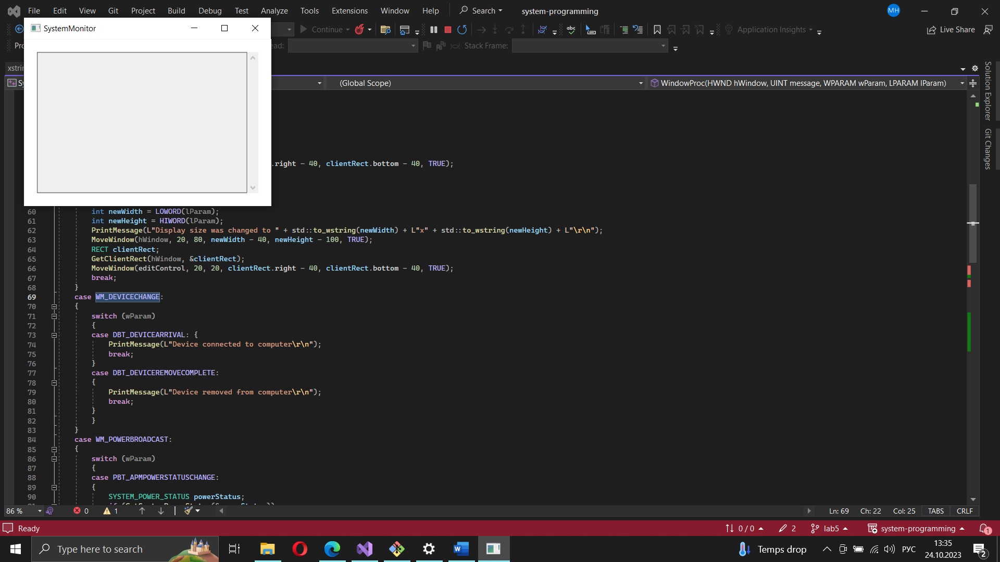 File Edit View Git Project Build Debug Test Analyze Tools Extensions Window Help Search system-programming MH
SystemMonitor
Continue Application Insights Live Share
Stack Frame:
(Global Scope) WindowProc(HWND hWindow, UINT message, WPARAM wParam, LPARAM lParam)
Solution Explorer
Git Changes
.right - 40, clientRect.bottom - 40, TRUE);
60 int newWidth = LOWORD(lParam);
61 int newHeight = HIWORD(lParam);
62 PrintMessage(L"Display size was changed to " + std::to_wstring(newWidth) + L"x" + std::to_wstring(newHeight) + L"\r\n");
63 MoveWindow(hWindow, 20, 80, newWidth - 40, newHeight - 100, TRUE);
64 RECT clientRect;
65 GetClientRect(hWindow, &clientRect);
66 MoveWindow(editControl, 20, 20, clientRect.right - 40, clientRect.bottom - 40, TRUE);
67 break;
68 }
69 case WM_DEVICECHANGE:
70 {
71 switch (wParam)
72 {
73 case DBT_DEVICEARRIVAL: {
74 PrintMessage(L"Device connected to computer\r\n");
75 break;
76 }
77 case DBT_DEVICEREMOVECOMPLETE:
78 {
79 PrintMessage(L"Device removed from computer\r\n");
80 break;
81 }
82 }
83 }
84 case WM_POWERBROADCAST:
85 {
86 switch (wParam)
87 {
88 case PBT_APMPOWERSTATUSCHANGE:
89 {
90 SYSTEM_POWER_STATUS powerStatus;
86 % 0 1 Ln: 69 Ch: 22 Col: 25 TABS CRLF
Ready 0 / 0 2 lab5 system-programming 1
Type here to search Temps drop РУС 13:35
24.10.2023 2